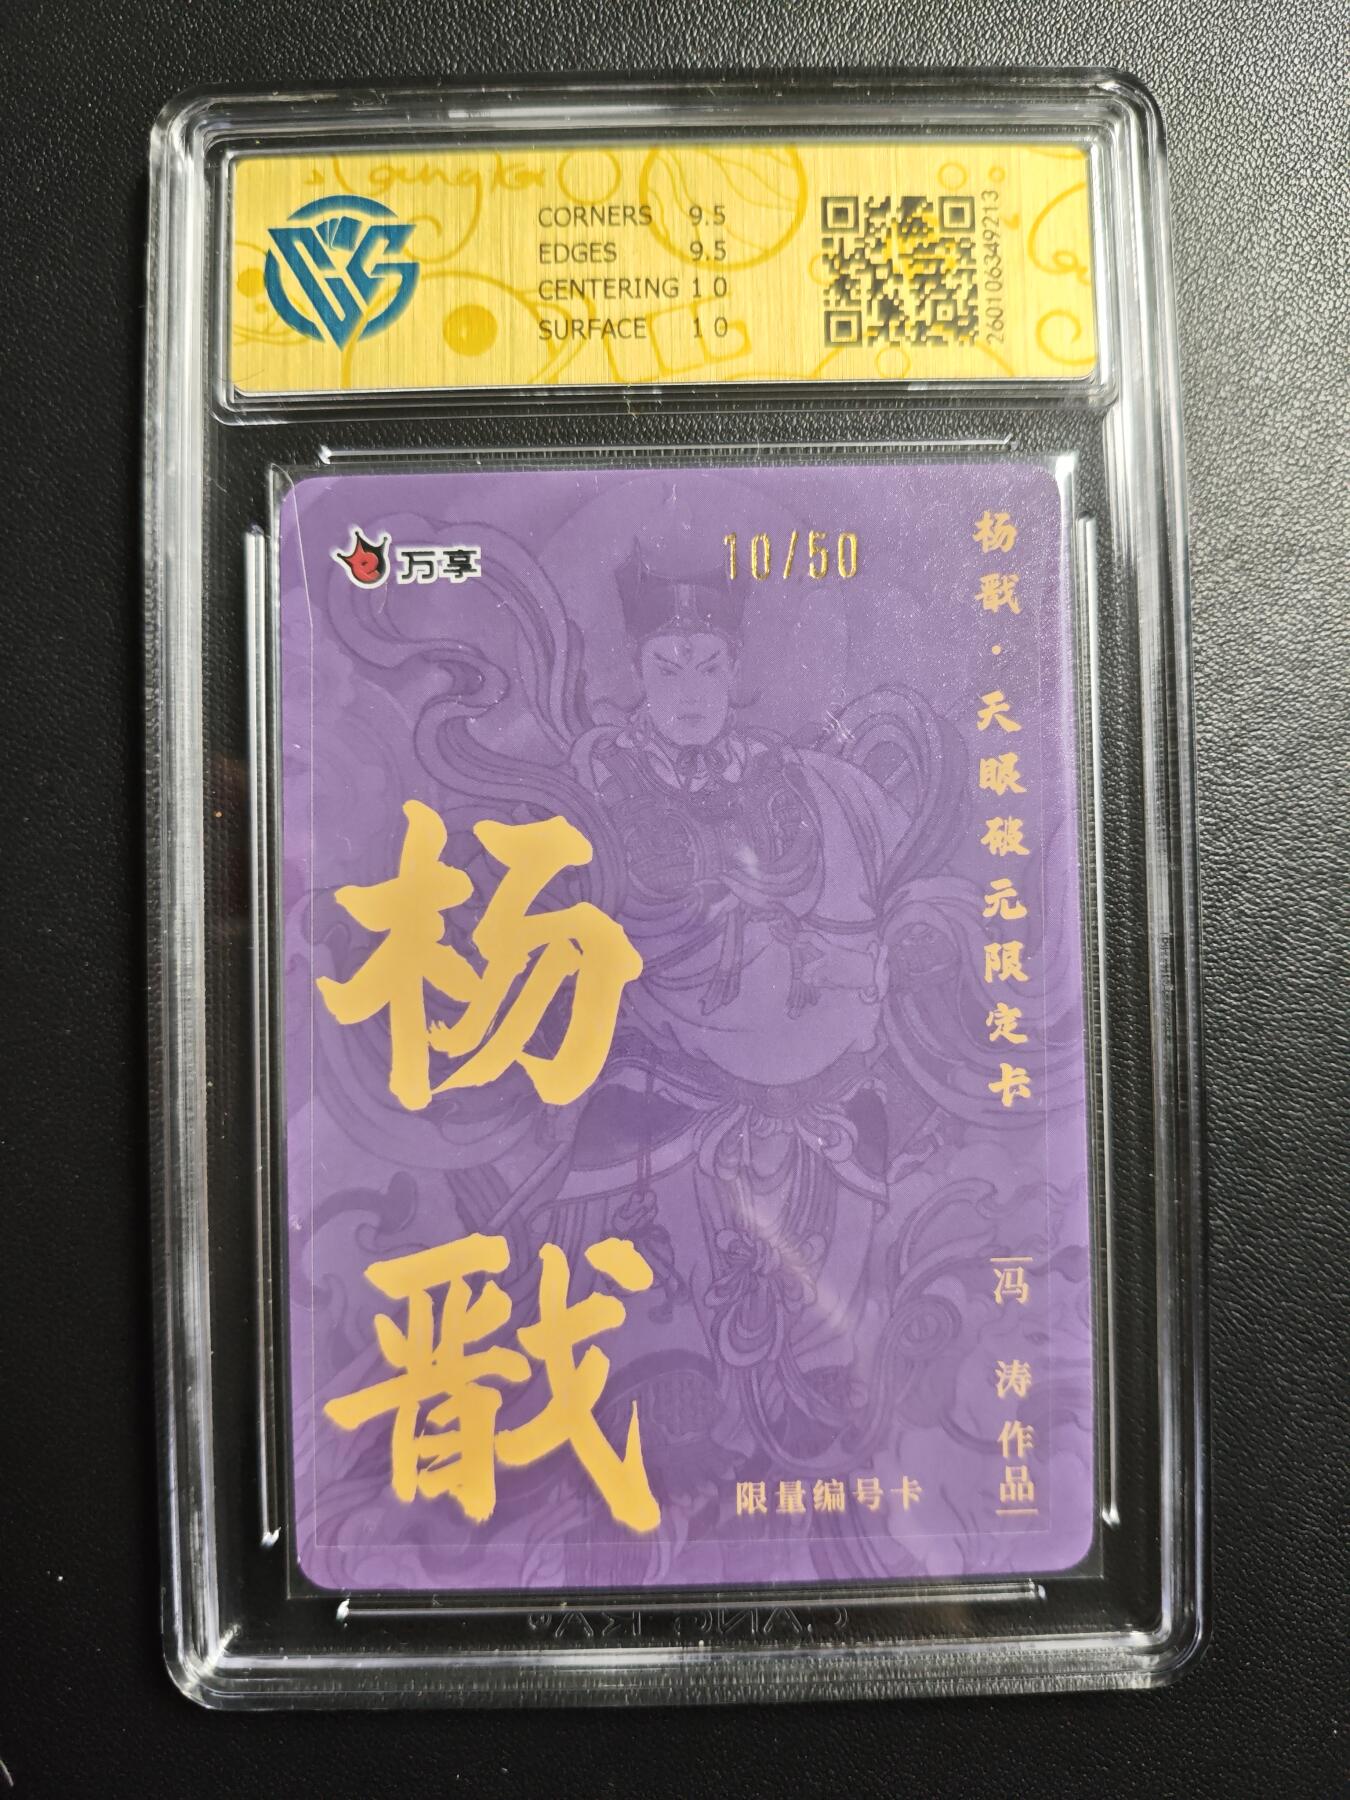 CORNERS 9.5
EDGES 9.5
CENTERING 10
SURFACE 10
260106349213
万享
10/50
杨戬·天眼破元限定卡
杨戬
冯涛作品
限量编号卡